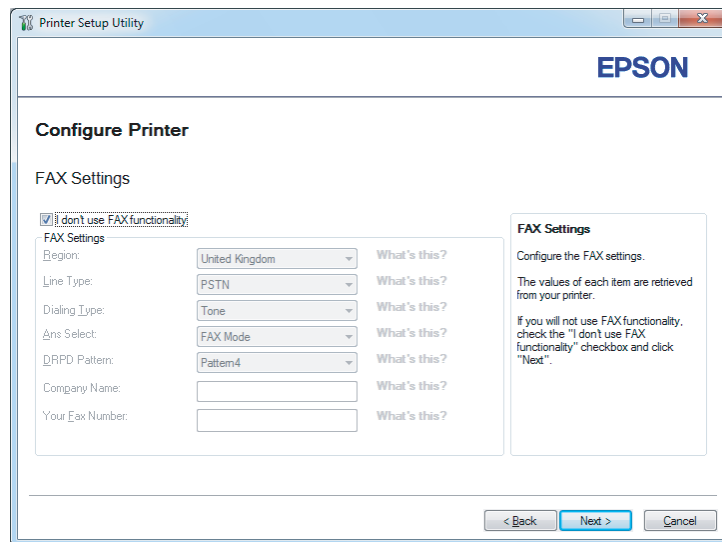 Printer Setup Utility
EPSON
Configure Printer
FAX Settings
I don't use FAX functionality
FAX Settings
Region: United Kingdom What's this?
Line Type: PSTN What's this?
Dialing Type: Tone What's this?
Ans Select: FAX Mode What's this?
DRPD Pattern: Pattern4 What's this?
Company Name: What's this?
Your Fax Number: What's this?
FAX Settings
Configure the FAX settings.
The values of each item are retrieved
from your printer.
If you will not use FAX functionality,
check the "I don't use FAX
functionality" checkbox and click
"Next".
< Back Next > Cancel